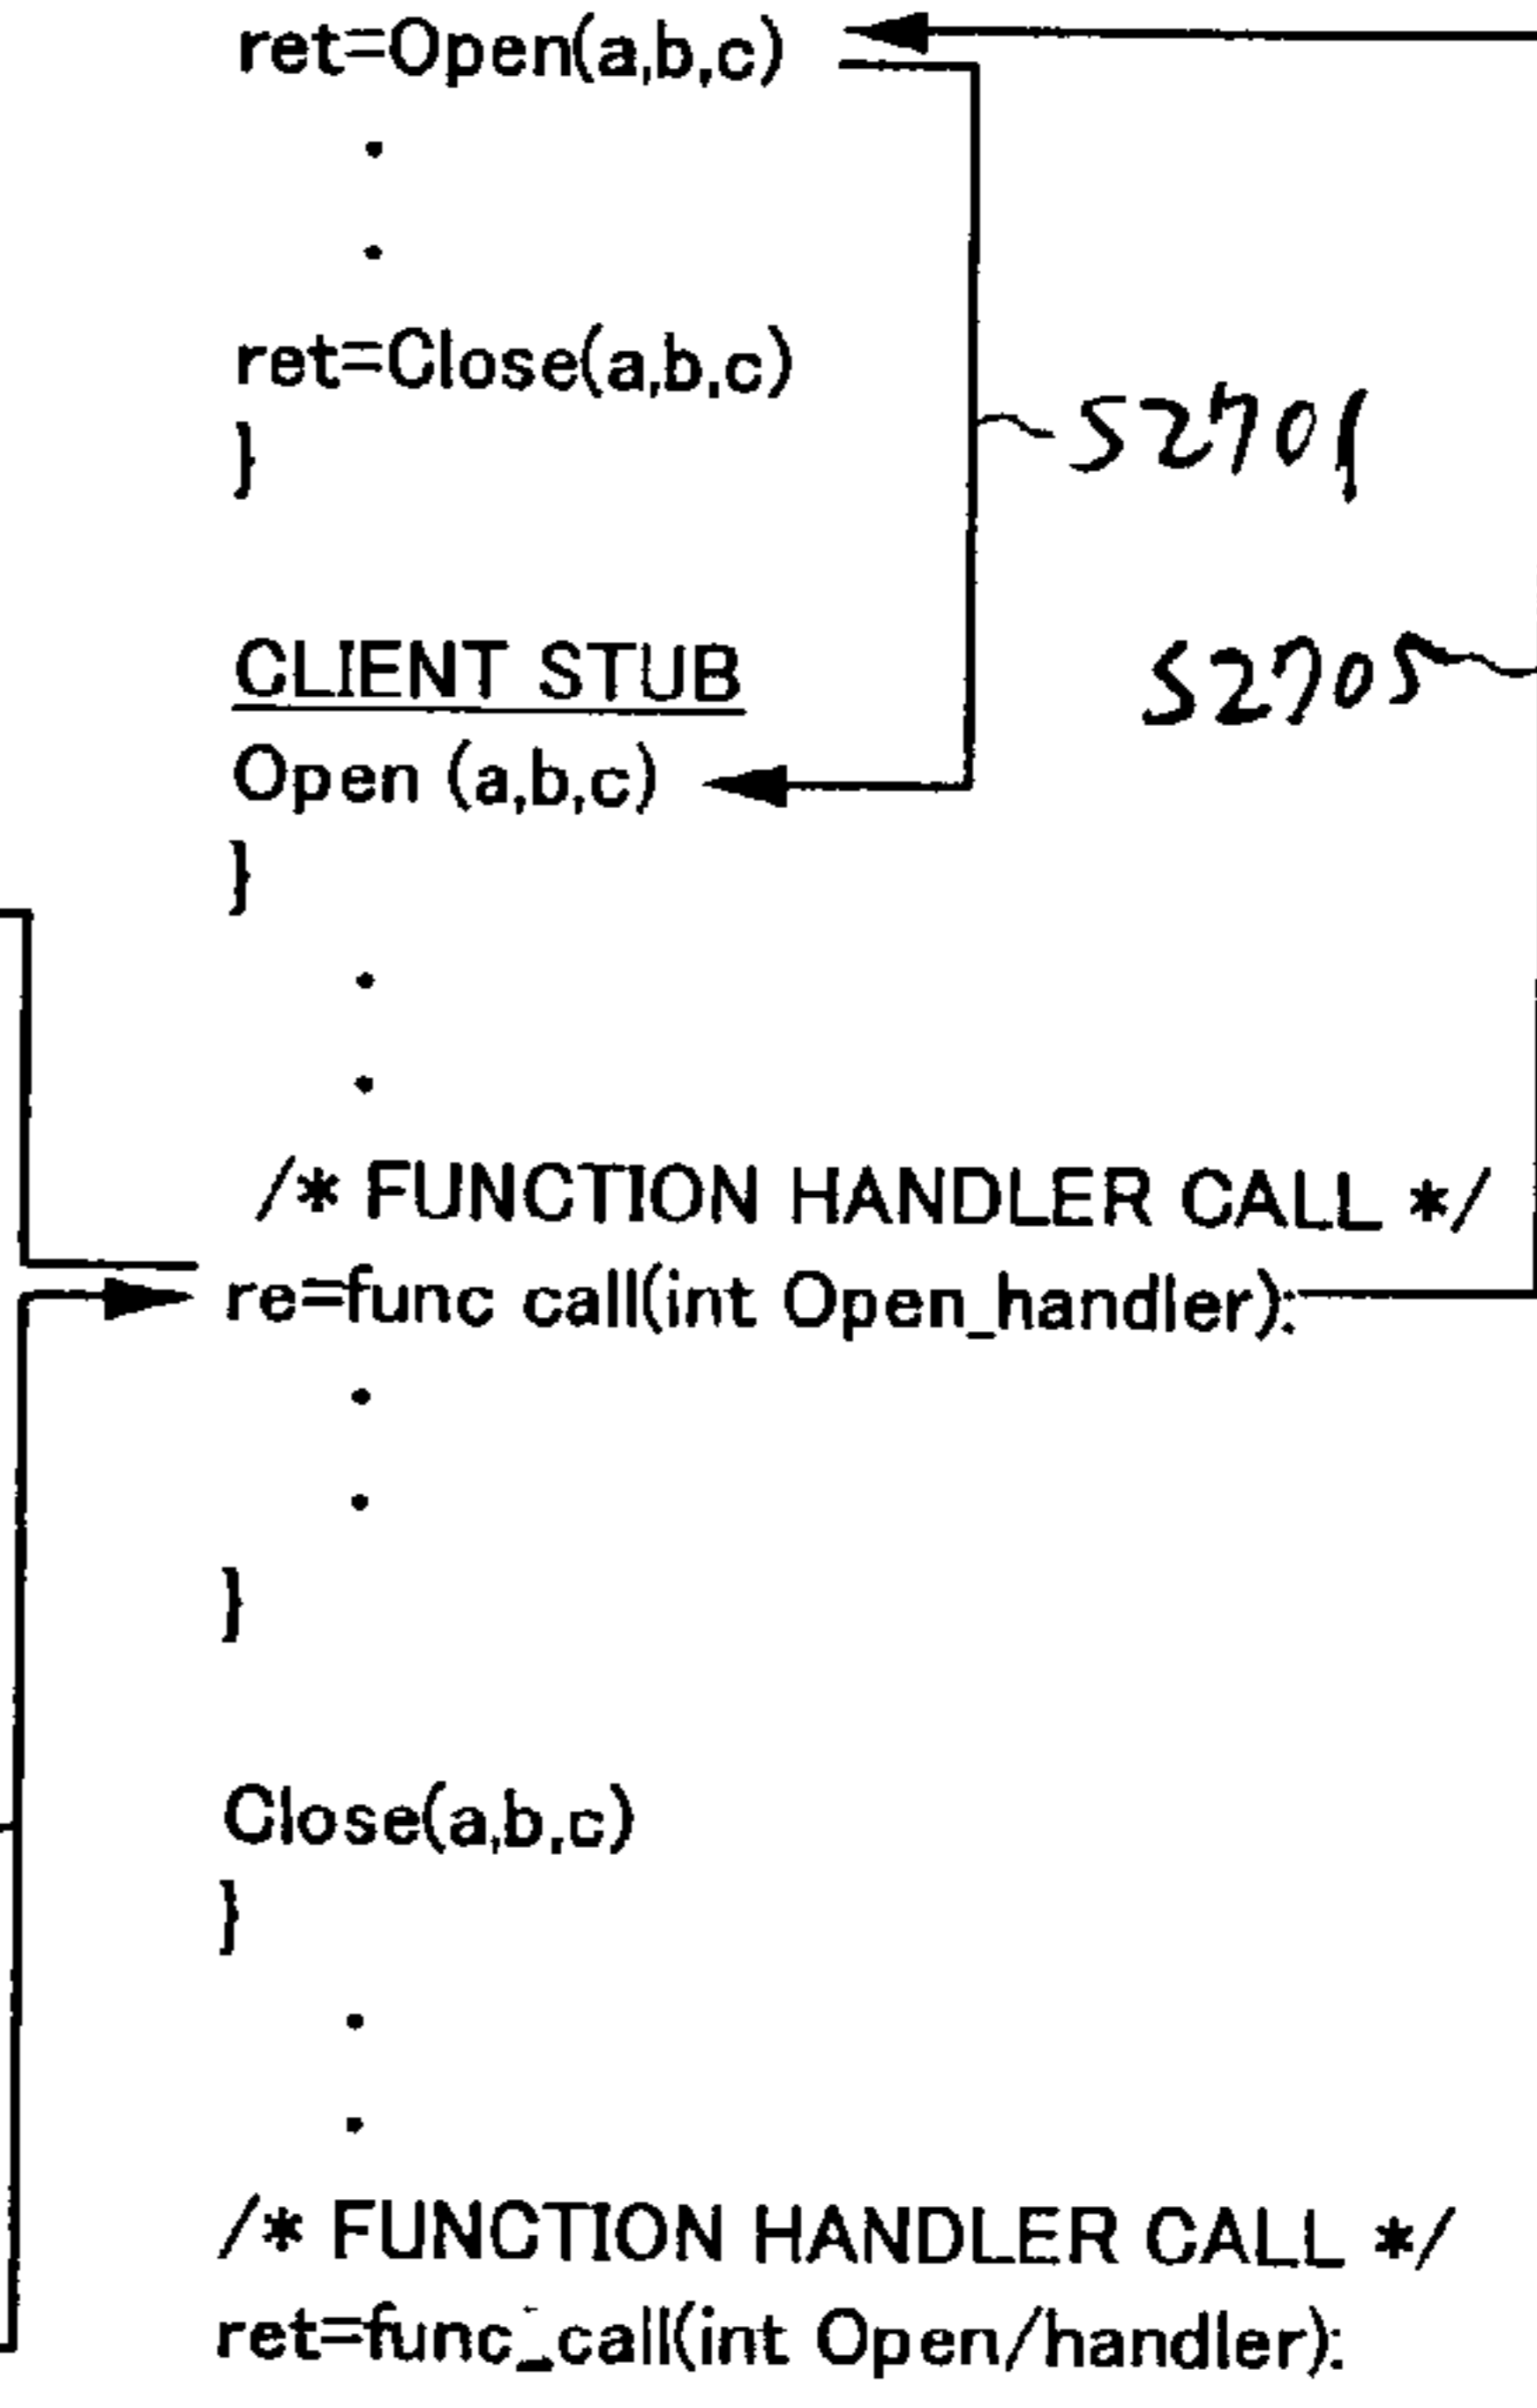 ret=Open(a,b,c)
.
.
ret=Close(a,b,c)
}
S2701
CLIENT STUB
S2705
Open (a,b,c)
}
.
.
/* FUNCTION HANDLER CALL */
re=func call(int Open_handler);
.
.
}
Close(a,b,c)
}
.
.
/* FUNCTION HANDLER CALL */
ret=func_call(int Open/handler);